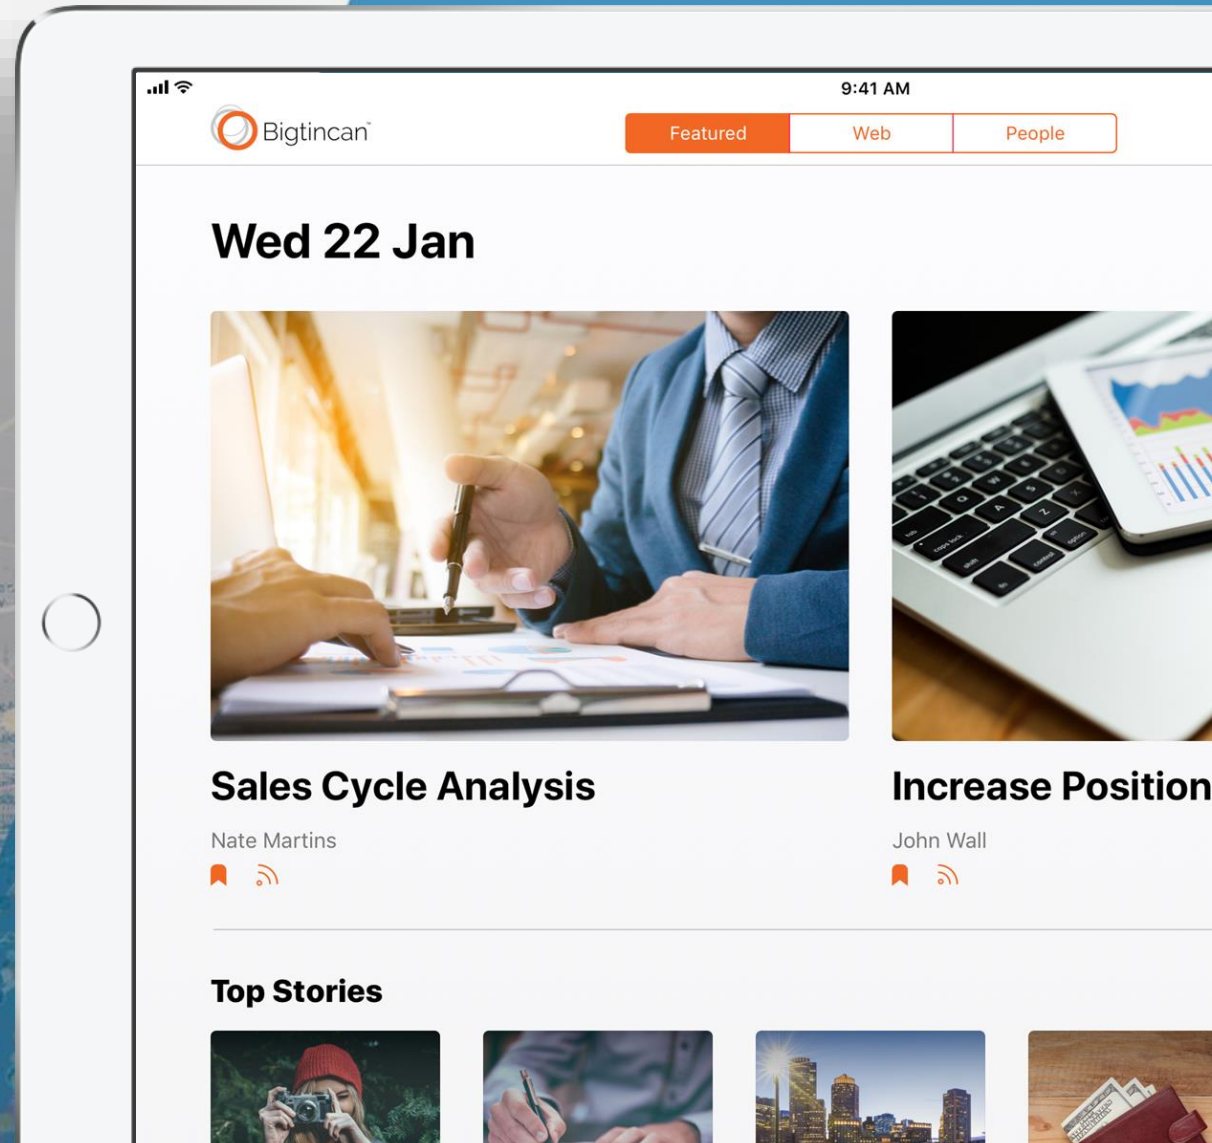 9:41 AM
Bigtincan™
Featured
Web
People
Wed 22 Jan
Sales Cycle Analysis
Increase Position
Nate Martins
John Wall
Top Stories